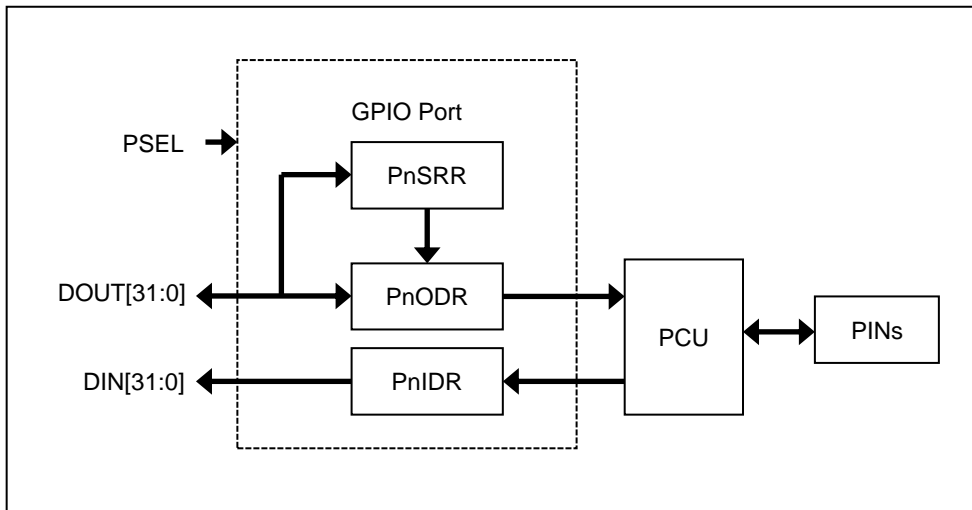 GPIO Port
PSEL
PnSRR
DOUT[31:0]
PnODR
PCU
PINs
DIN[31:0]
PnIDR